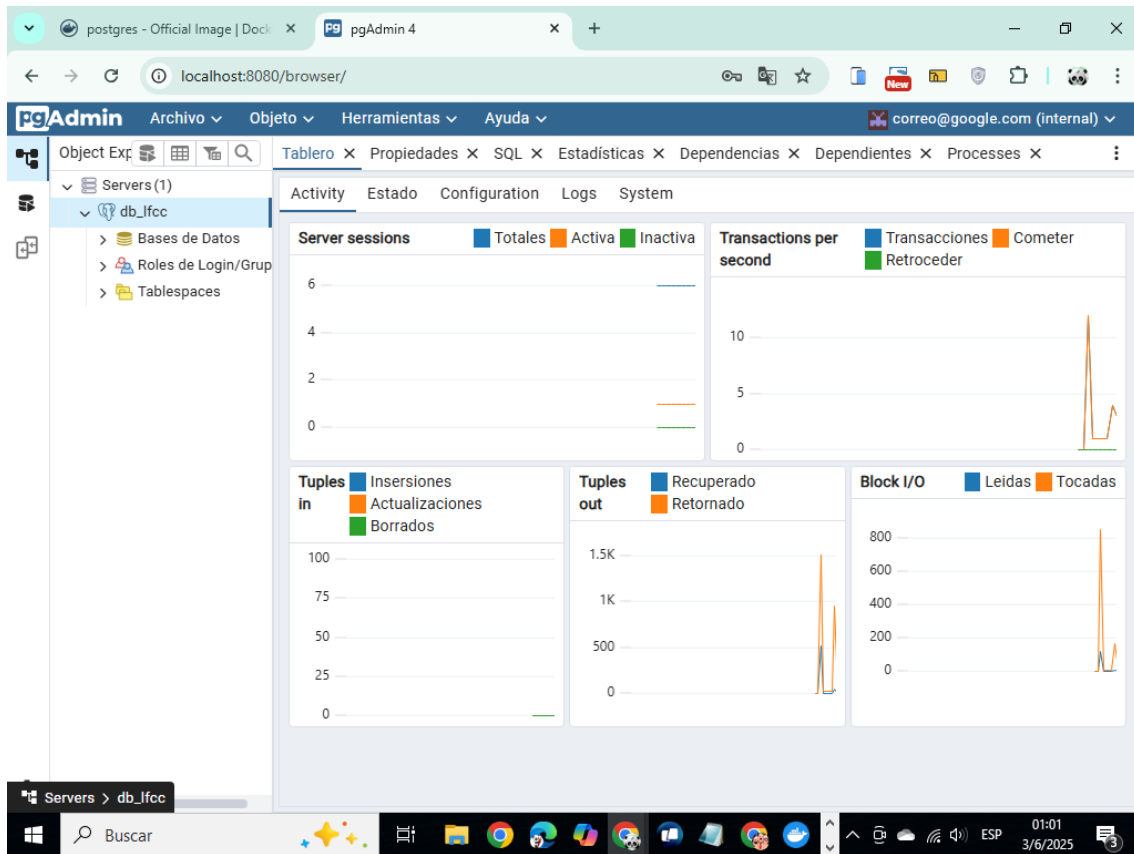 postgres - Official Image | Dock
pgAdmin 4
localhost:8080/browser/
New
pgAdmin Archivo Objeto Herramientas Ayuda correo@google.com (internal)
Object Exp
Tablero Propiedades SQL Estadísticas Dependencias Dependientes Processes
Servers (1)
db_lfcc
Bases de Datos
Roles de Login/Grup
Tablespaces
Activity Estado Configuration Logs System
Server sessions Totales Activa Inactiva
6
4
2
0
Transactions per second
Transacciones Cometer
Retroceder
10
5
0
Tuples in
Inserciones
Actualizaciones
Borrados
100
75
50
25
0
Tuples out
Recuperado
Retornado
1.5K
1K
500
0
Block I/O Leidas Tocadas
800
600
400
200
0
Servers > db_lfcc
Buscar
ESP
01:01
3/6/2025
3